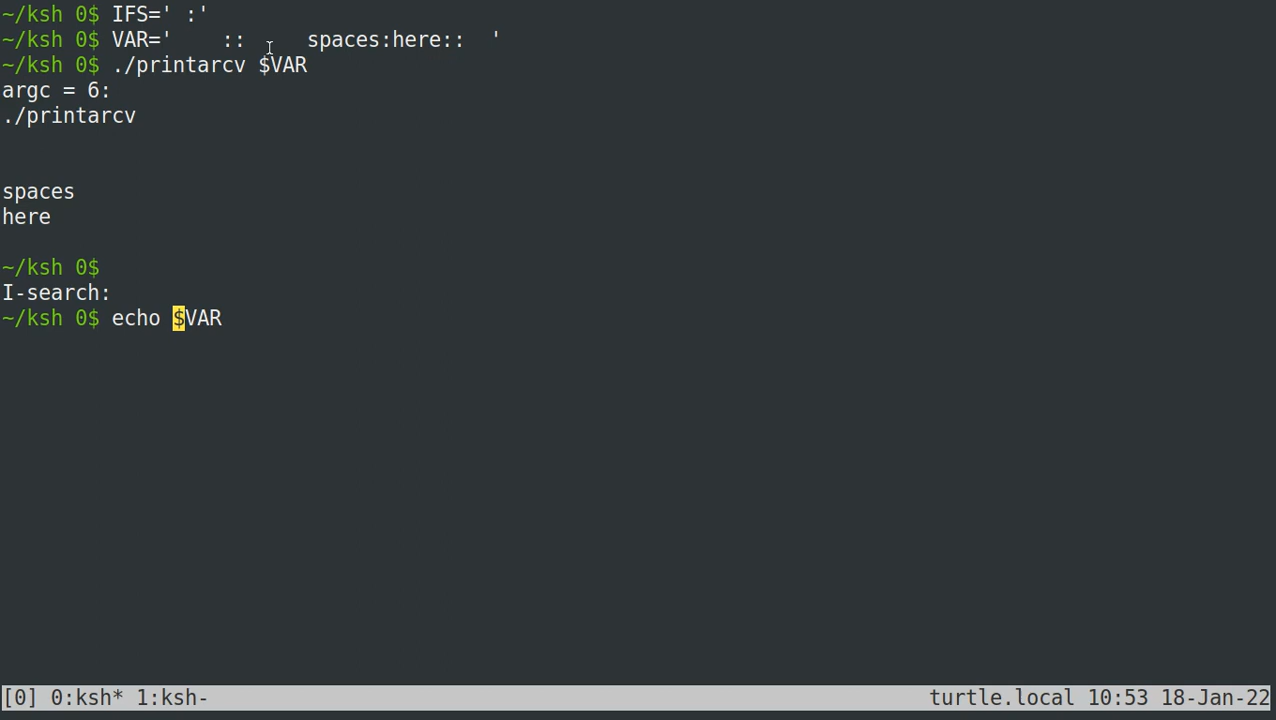 ~/ksh 0$ IFS=' :'
~/ksh 0$ VAR='    ::     spaces:here::  '
~/ksh 0$ ./printarcv $VAR
argc = 6:
./printarcv


spaces
here

~/ksh 0$
I-search:
~/ksh 0$ echo $VAR
[0] 0:ksh* 1:ksh- turtle.local 10:53 18-Jan-22